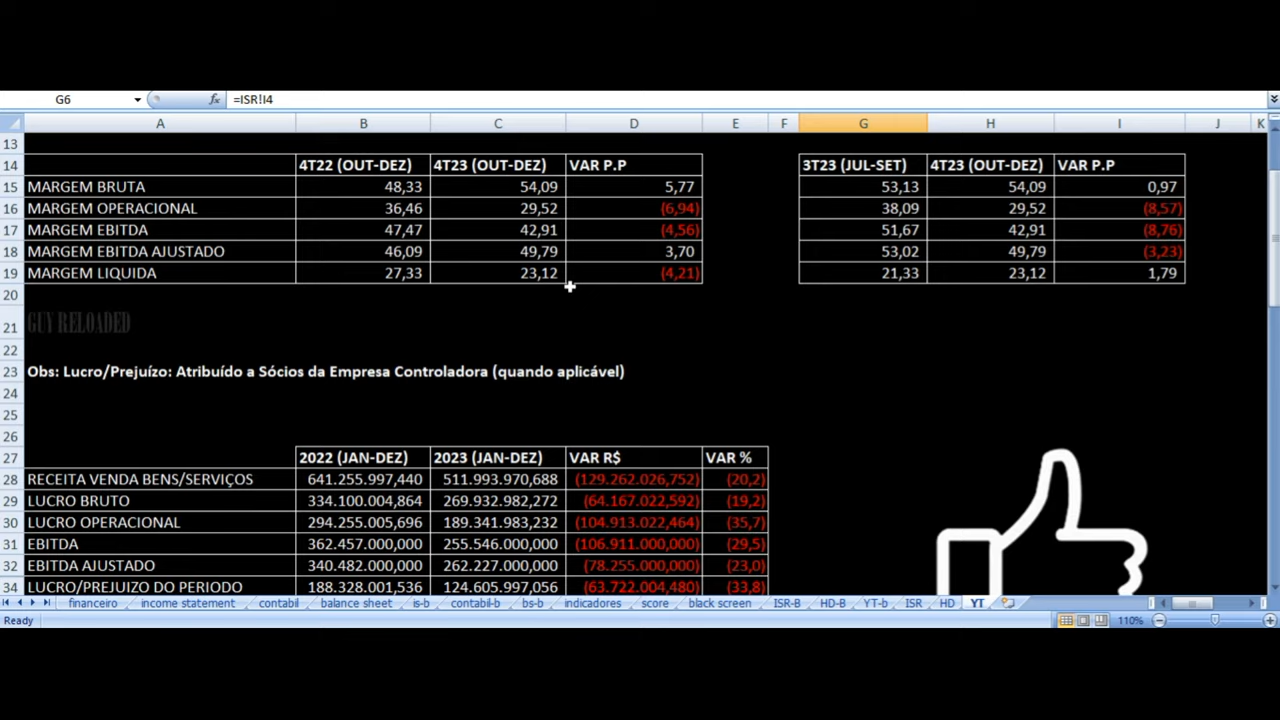 G6 fx =ISR!I4
A B C D E F G H I J K
13
14 4T22 (OUT-DEZ) 4T23 (OUT-DEZ) VAR P.P 3T23 (JUL-SET) 4T23 (OUT-DEZ) VAR P.P
15 MARGEM BRUTA 48,33 54,09 5,77 53,13 54,09 0,97
16 MARGEM OPERACIONAL 36,46 29,52 (6,94) 38,09 29,52 (8,57)
17 MARGEM EBITDA 47,47 42,91 (4,56) 51,67 42,91 (8,76)
18 MARGEM EBITDA AJUSTADO 46,09 49,79 3,70 53,02 49,79 (3,23)
19 MARGEM LIQUIDA 27,33 23,12 (4,21) 21,33 23,12 1,79
20
21 GUY RELOADED
22
23 Obs: Lucro/Prejuízo: Atribuído a Sócios da Empresa Controladora (quando aplicável)
24
25
26
27 2022 (JAN-DEZ) 2023 (JAN-DEZ) VAR R$ VAR %
28 RECEITA VENDA BENS/SERVIÇOS 641.255.997,440 511.993.970,688 (129.262.026,752) (20,2)
29 LUCRO BRUTO 334.100.004,864 269.932.982,272 (64.167.022,592) (19,2)
30 LUCRO OPERACIONAL 294.255.005,696 189.341.983,232 (104.913.022,464) (35,7)
31 EBITDA 362.457.000,000 255.546.000,000 (106.911.000,000) (29,5)
32 EBITDA AJUSTADO 340.482.000,000 262.227.000,000 (78.255.000,000) (23,0)
34 LUCRO/PREJUIZO DO PERIODO 188.328.001,536 124.605.997,056 (63.722.004,480) (33,8)
financeiro income statement contabil balance sheet is-b contabil-b bs-b indicadores score black screen ISR-B HD-B YT-b ISR HD YT
Ready 110%